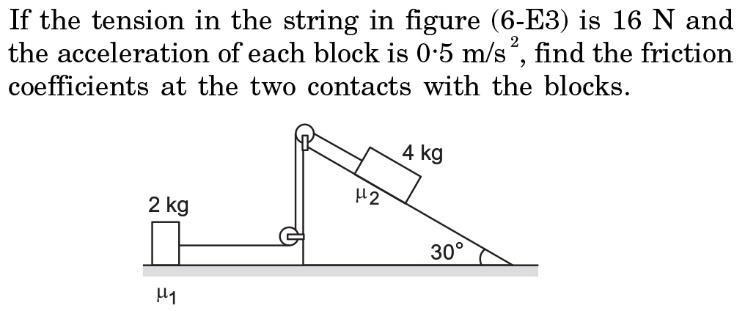 If the tension in the string in figure (6-E3) is 16 N and
the acceleration of each block is 0·5 m/s², find the friction
coefficients at the two contacts with the blocks.
4 kg
μ2
2 kg
30°
μ1